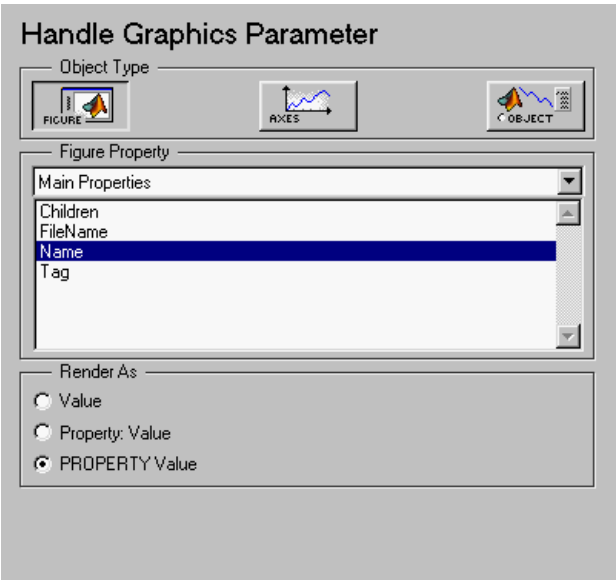 Handle Graphics Parameter
Object Type
FIGURE
AXES
OBJECT
Figure Property
Main Properties
Children
FileName
Name
Tag
Render As
Value
Property: Value
PROPERTY Value